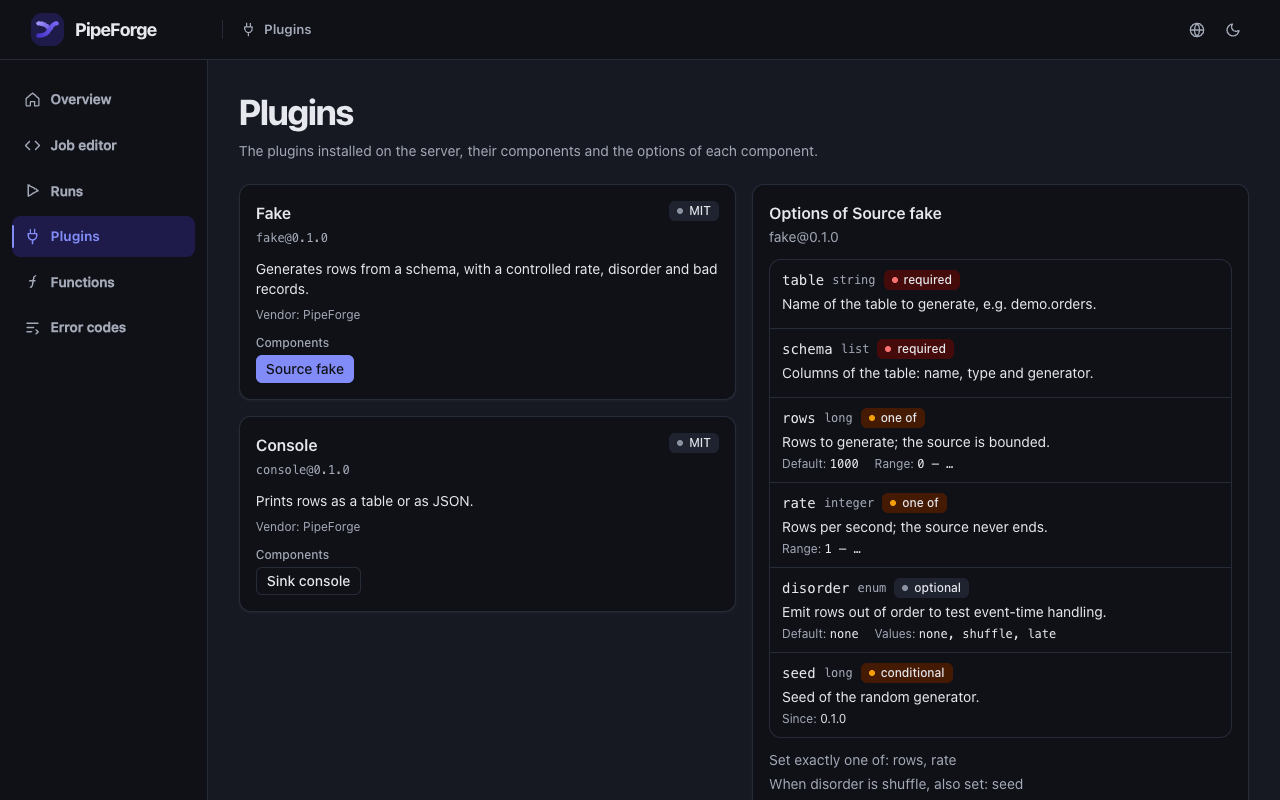 PipeForge
Plugins
Overview
Job editor
Runs
Plugins
Functions
Error codes
Plugins
The plugins installed on the server, their components and the options of each component.
Fake
MIT
fake@0.1.0
Generates rows from a schema, with a controlled rate, disorder and bad
records.
Vendor: PipeForge
Components
Source fake
Console
MIT
console@0.1.0
Prints rows as a table or as JSON.
Vendor: PipeForge
Components
Sink console
Options of Source fake
fake@0.1.0
table string required
Name of the table to generate, e.g. demo.orders.
schema list required
Columns of the table: name, type and generator.
rows long one of
Rows to generate; the source is bounded.
Default: 1000 Range: 0 — …
rate integer one of
Rows per second; the source never ends.
Range: 1 — …
disorder enum optional
Emit rows out of order to test event-time handling.
Default: none Values: none, shuffle, late
seed long conditional
Seed of the random generator.
Since: 0.1.0
Set exactly one of: rows, rate
When disorder is shuffle, also set: seed